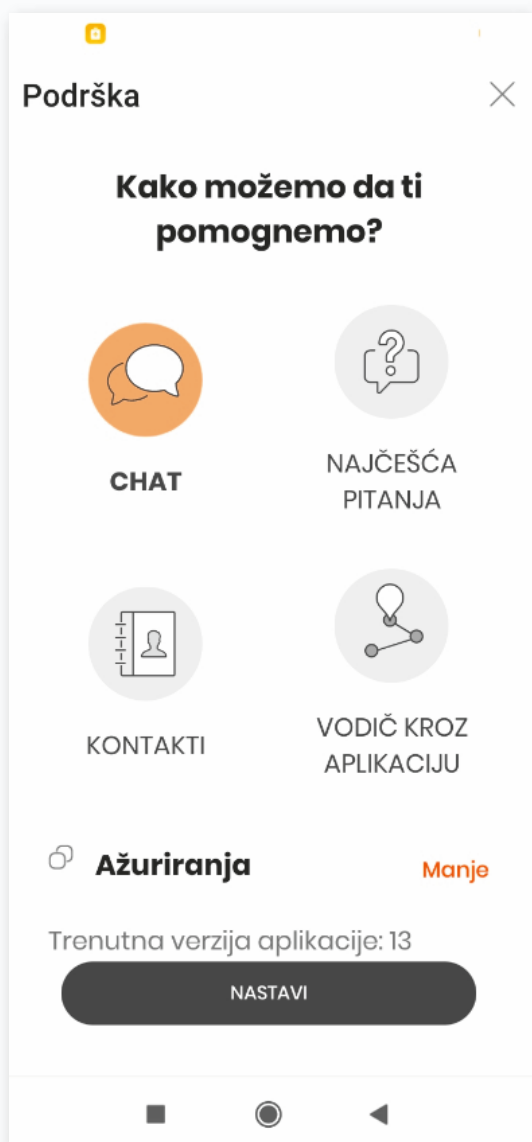 Podrška
Kako možemo da ti
pomognemo?
CHAT
NAJČEŠĆA
PITANJA
KONTAKTI
VODIČ KROZ
APLIKACIJU
Ažuriranja
Manje
Trenutna verzija aplikacije: 13
NASTAVI